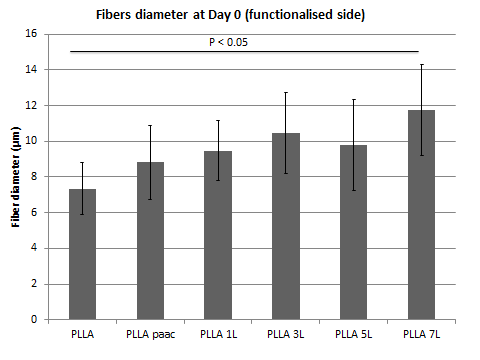 Fibers diameter at Day 0 (functionalised side)
P < 0.05
Fiber diameter (µm)
16
14
12
10
8
6
4
2
0
PLLA
PLLA paac
PLLA 1L
PLLA 3L
PLLA 5L
PLLA 7L